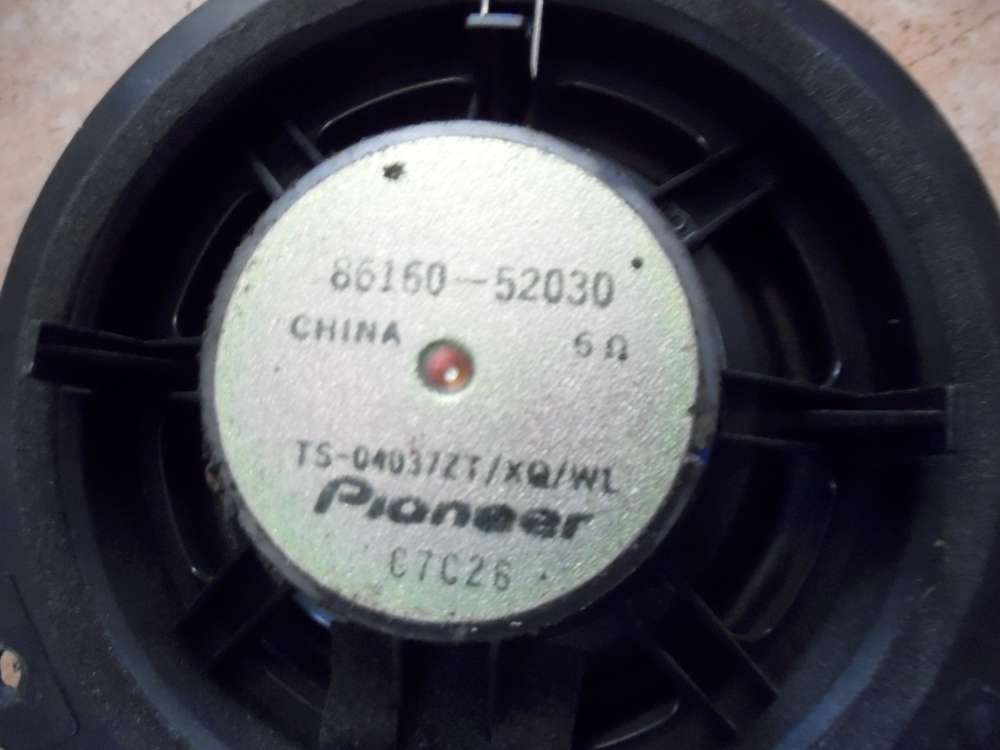 86160-52030
CHINA 6Ω
TS-04037ZT/XQ/WL
Pioneer
C7C26